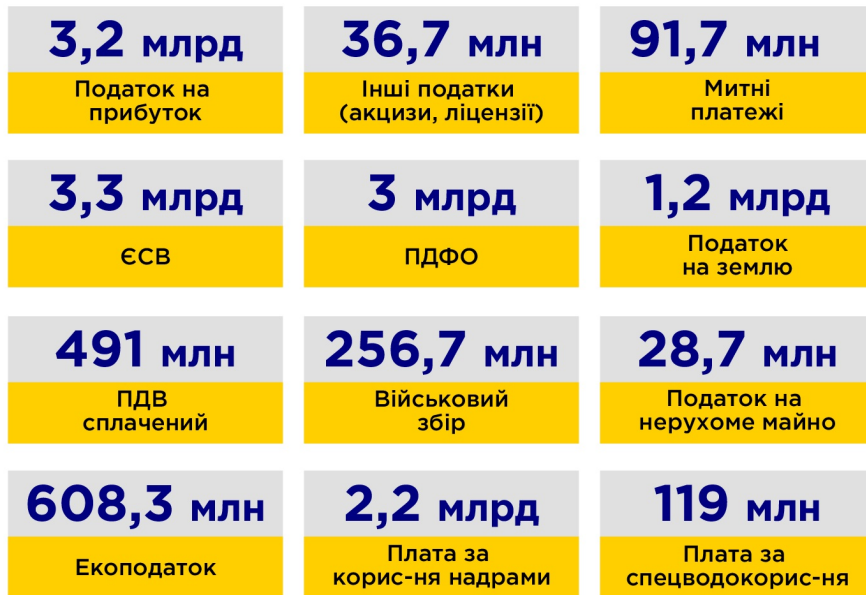 3,2 млрд
Податок на
прибуток
36,7 млн
Інші податки
(акцизи, ліцензії)
91,7 млн
Митні
платежі
3,3 млрд
ЄСВ
3 млрд
ПДФО
1,2 млрд
Податок
на землю
491 млн
ПДВ
сплачений
256,7 млн
Військовий
збір
28,7 млн
Податок на
нерухоме майно
608,3 млн
Екоподаток
2,2 млрд
Плата за
корис-ня надрами
119 млн
Плата за
спецводокорис-ня